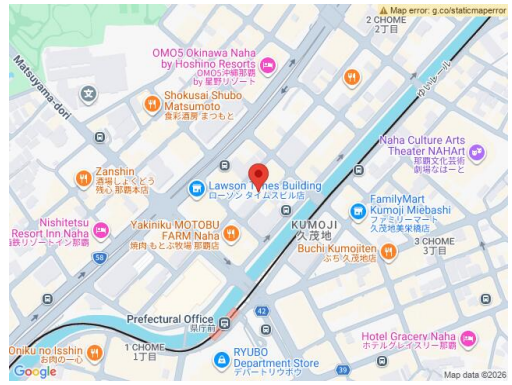 Map error: g.co/staticmaperror
2 CHOME
2丁目
OMO5 Okinawa Naha
by Hoshino Resorts
OMO5沖縄那覇
by 星野リゾート
Matsuyama-dori
ゆいレール
Shokusai Shubo
Matsumoto
食彩酒房 まつもと
Naha Culture Arts
Theater NAHArt
那覇文化芸術
劇場なはーと
Zanshin
酒場しょくどう
残心 那覇本店
Lawson Times Building
ローソン タイムスビル店
FamilyMart
Kumoji Miebashi
ファミリーマート
久茂地美栄橋店
Nishitetsu
Resort Inn Naha
鉄リゾートイン那覇
Yakiniku MOTOBU
FARM Naha
焼肉 もとぶ牧場 那覇店
KUMOJI
久茂地
Buchi Kumojiten
ぶち 久茂地店
3 CHOME
3丁目
58
42
Prefectural Office
県庁前
Oniku no Isshin
お肉の一心
1 CHOME
1丁目
RYUBO
Department Store
デパートリウボウ
Hotel Gracery Naha
ホテルグレイスリー那覇
39
Google
Map data ©2026